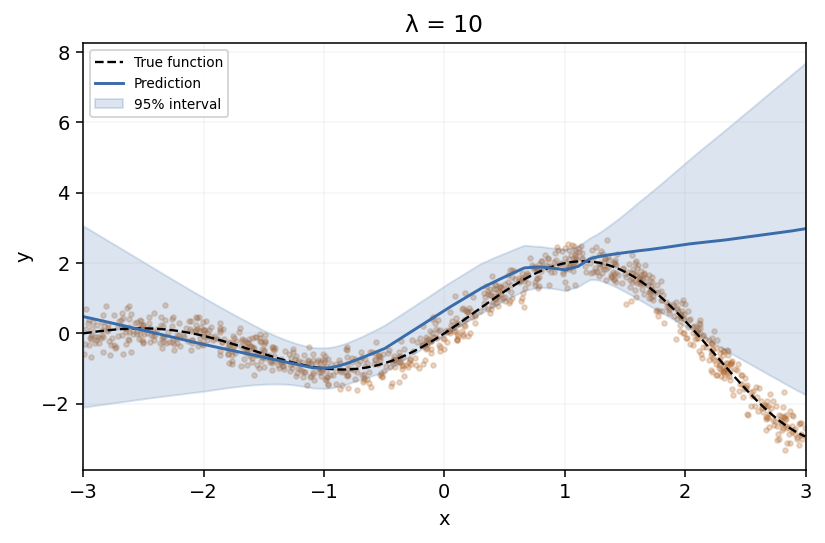 λ = 10
True function
Prediction
95% interval
8
6
4
2
0
−2
y
−3 −2 −1 0 1 2 3
x